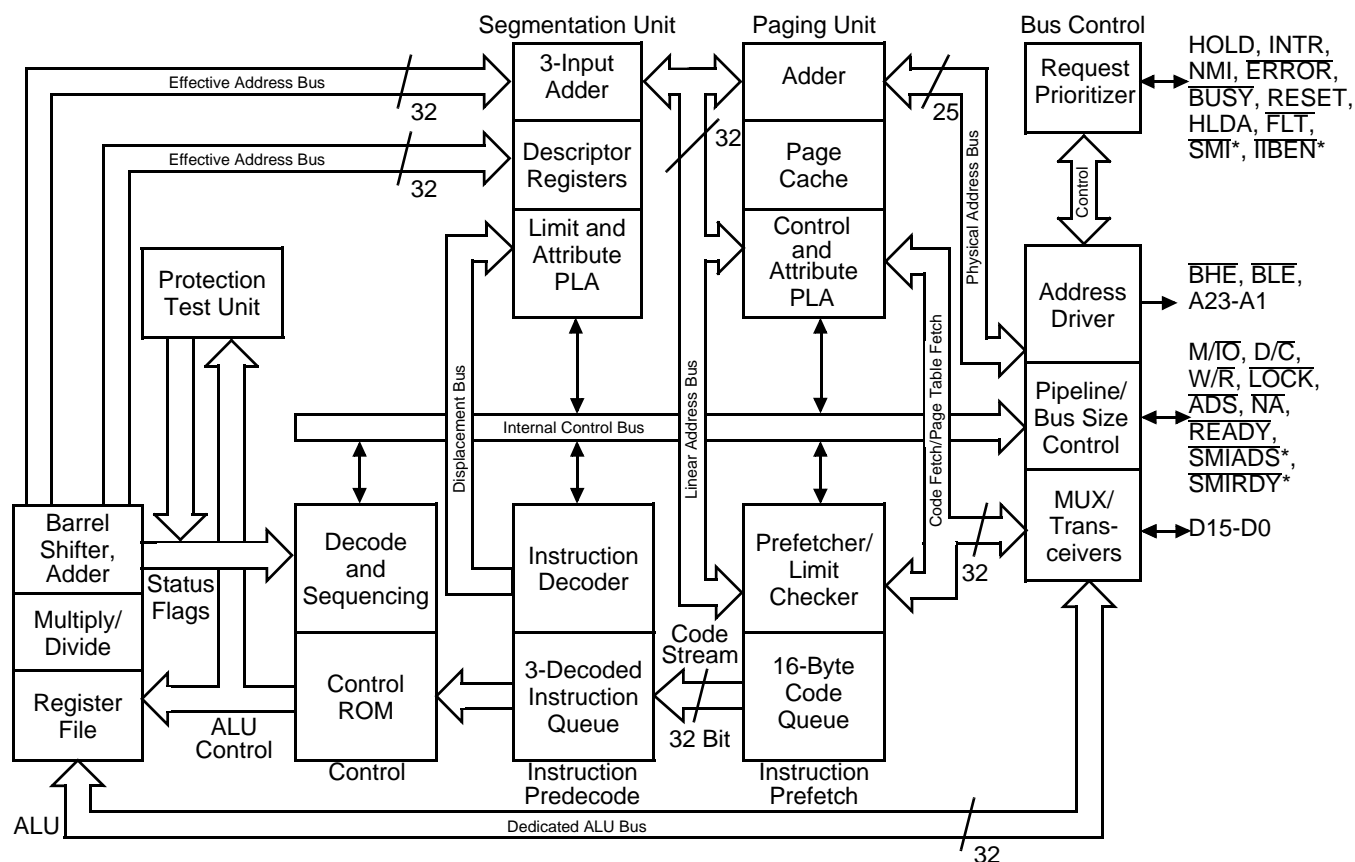 Segmentation Unit
Paging Unit
Bus Control
3-Input
Adder
Descriptor
Registers
Limit and
Attribute
PLA
Adder
Page
Cache
Control
and
Attribute
PLA
Request
Prioritizer
HOLD, INTR,
NMI, ERROR,
BUSY, RESET,
HLDA, FLT,
SMI*, IIBEN*
Effective Address Bus
32
Effective Address Bus
32
32
25
Physical Address Bus
Control
Protection
Test Unit
Address
Driver
BHE, BLE,
A23-A1
Pipeline/
Bus Size
Control
M/IO, D/C,
W/R, LOCK,
ADS, NA,
READY,
SMIADS*,
SMIRDY*
MUX/
Trans-
ceivers
D15-D0
Internal Control Bus
Displacement Bus
Linear Address Bus
Code Fetch/Page Table Fetch
32
Barrel
Shifter,
Adder
Multiply/
Divide
Register
File
Status
Flags
ALU
Control
Decode
and
Sequencing
Control
ROM
Control
Instruction
Decoder
3-Decoded
Instruction
Queue
Instruction
Predecode
Code
Stream
32 Bit
Prefetcher/
Limit
Checker
16-Byte
Code
Queue
Instruction
Prefetch
ALU
Dedicated ALU Bus
32